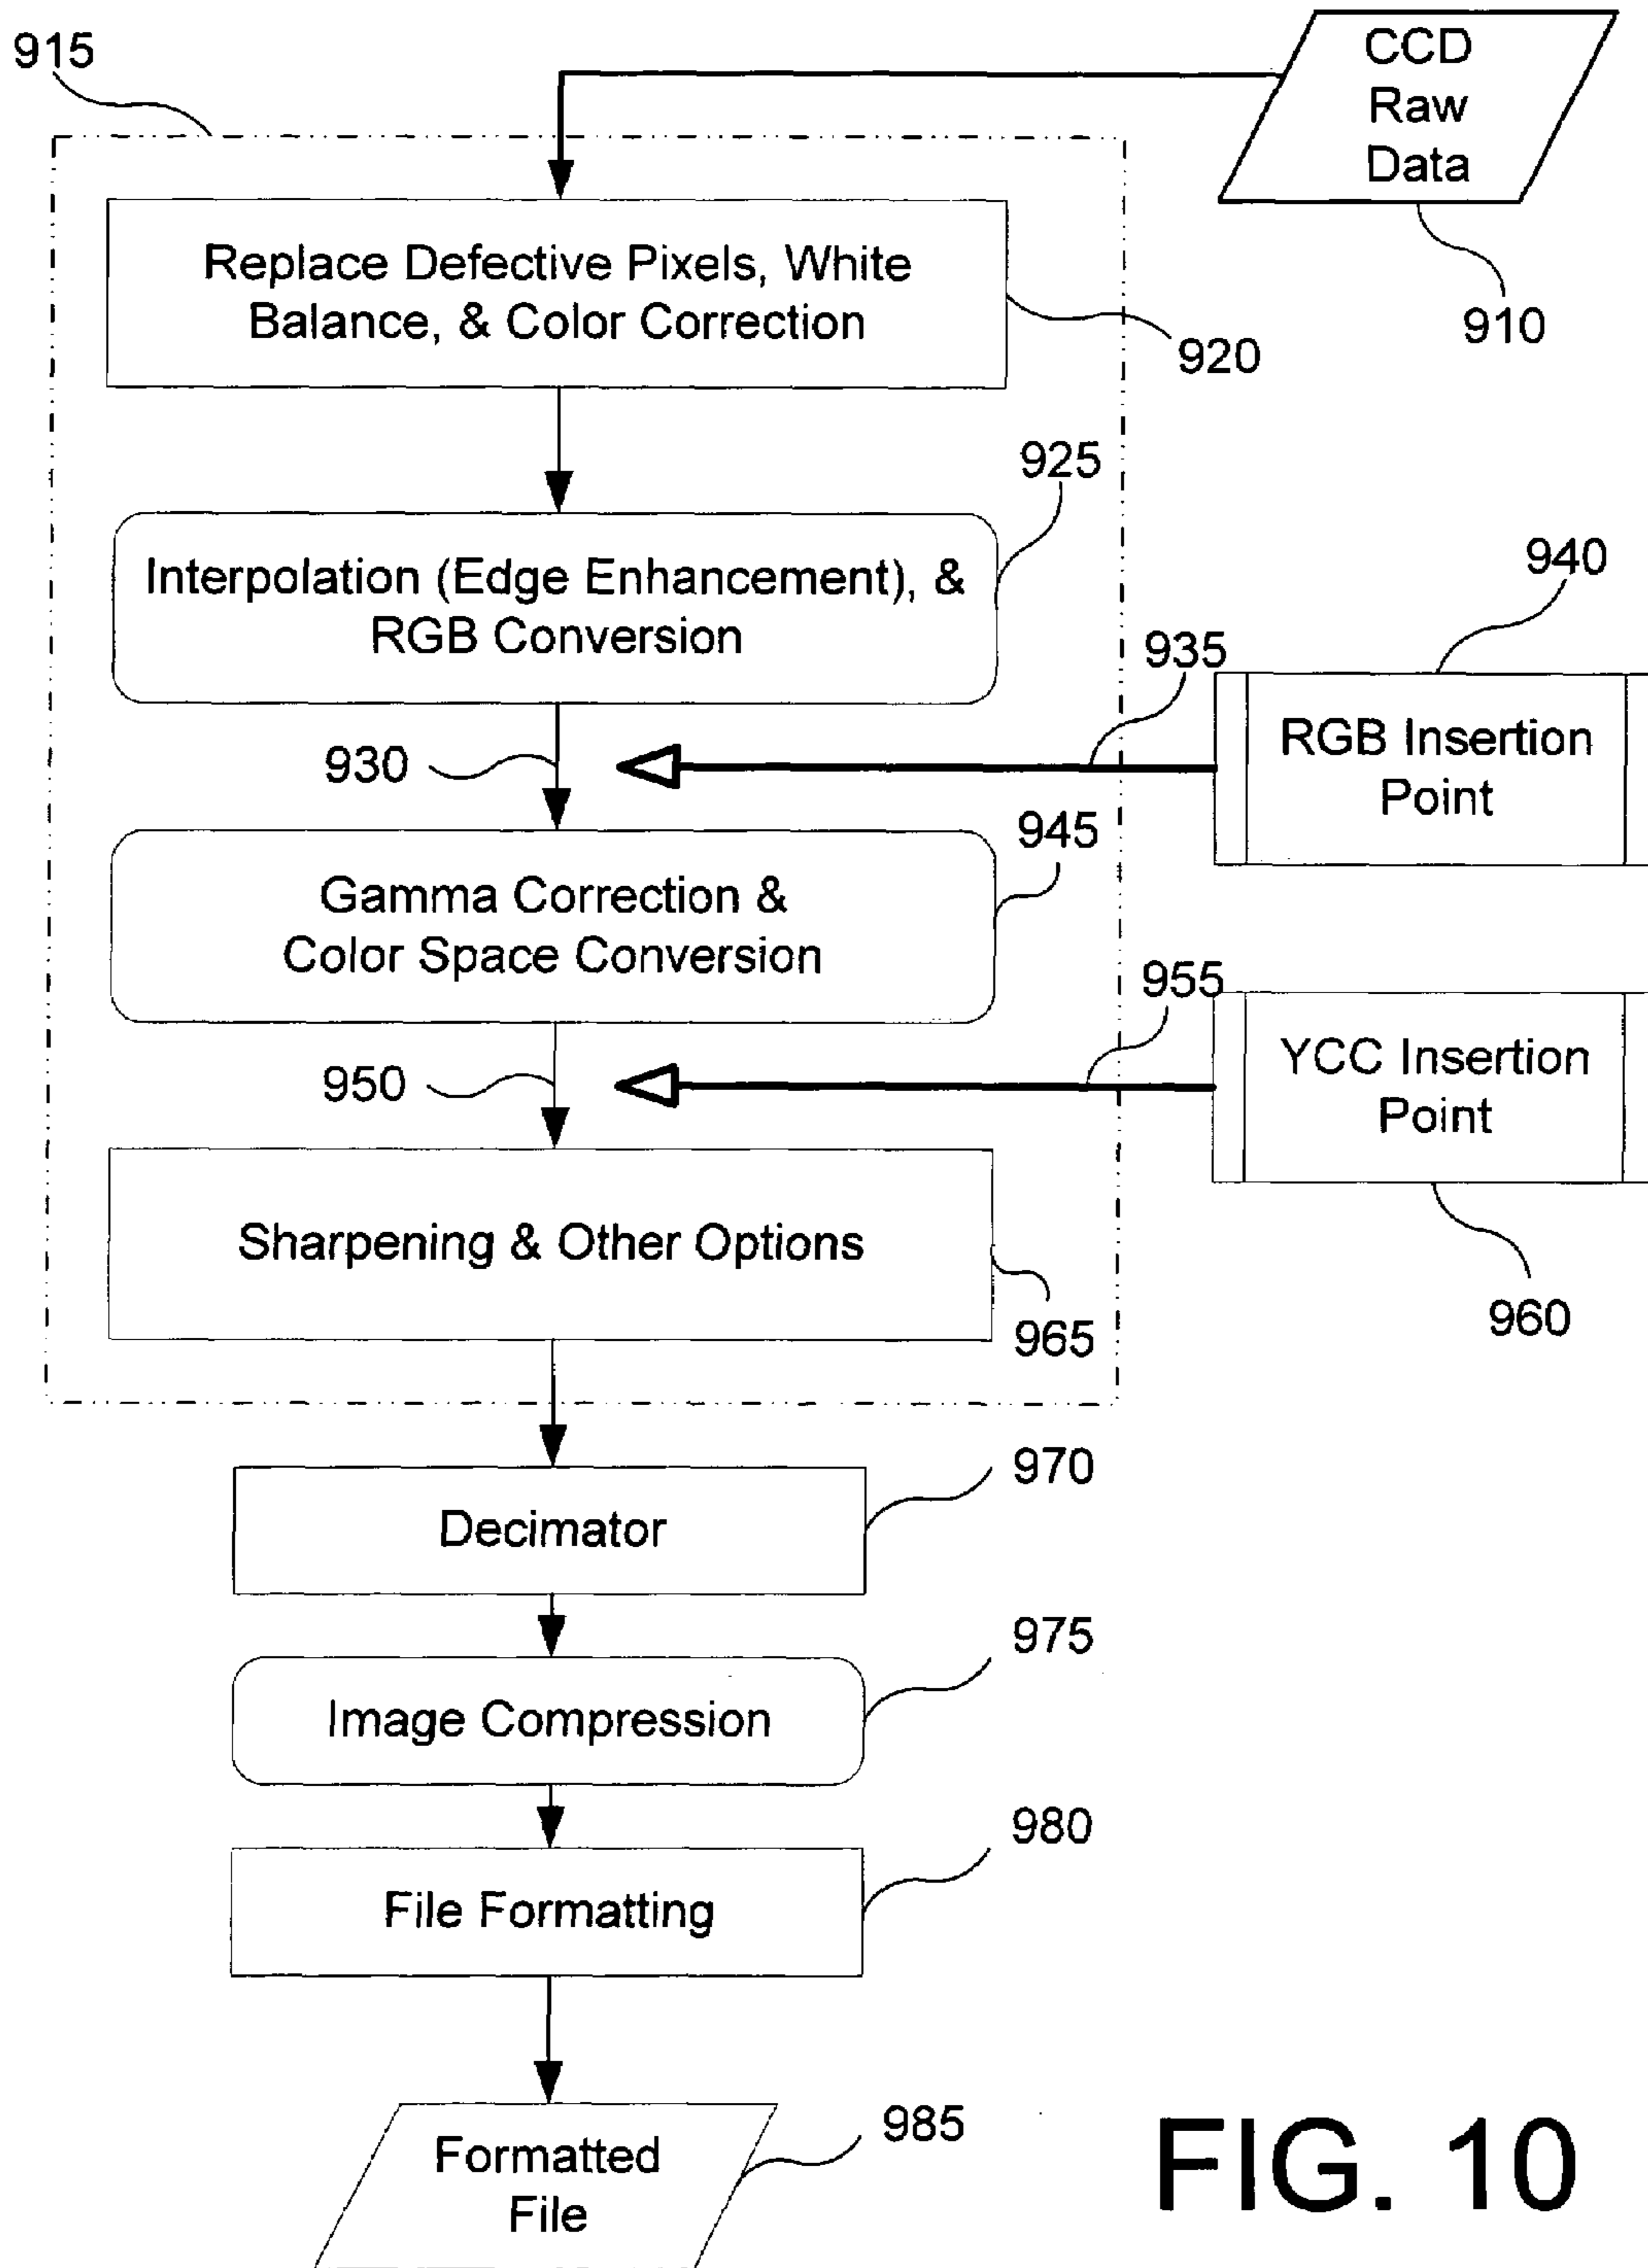 915
CCD
Raw
Data
910
Replace Defective Pixels, White
Balance, & Color Correction
920
925
Interpolation (Edge Enhancement), &
RGB Conversion
930
935
940
RGB Insertion
Point
945
Gamma Correction &
Color Space Conversion
950
955
YCC Insertion
Point
960
Sharpening & Other Options
965
970
Decimator
975
Image Compression
980
File Formatting
985
Formatted
File
FIG. 10